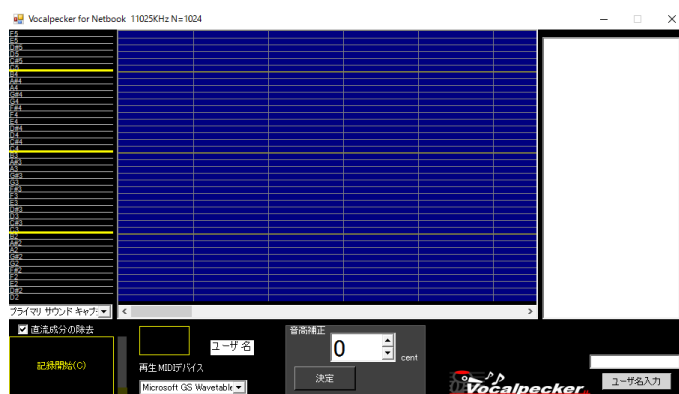 Vocalpecker for Netbook 11025KHz N=1024
F5
E5
D#5
D5
C#5
C5
B4
A#4
A4
G#4
G4
F#4
F4
E4
D#4
D4
C#4
C4
B3
A#3
A3
G#3
G3
F#3
F3
E3
D#3
D3
C#3
C3
B2
A#2
A2
G#2
G2
F#2
F2
E2
D#2
D2
プライマリ サウンド キャプ:
直流成分の除去
記録開始(C)
ユーザ名
再生MIDIデバイス
Microsoft GS Wavetable
音高補正
0
cent
決定
Vocalpecker
ユーザ名入力